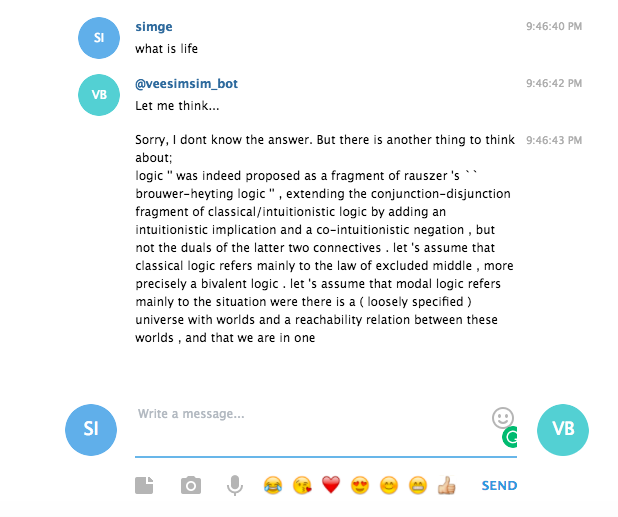 SI
simge
9:46:40 PM
what is life
VB
@veesimsim_bot
9:46:42 PM
Let me think...
Sorry, I dont know the answer. But there is another thing to think
9:46:43 PM
about;
logic '' was indeed proposed as a fragment of rauszer 's ``
brouwer-heyting logic '' , extending the conjunction-disjunction
fragment of classical/intuitionistic logic by adding an
intuitionistic implication and a co-intuitionistic negation , but
not the duals of the latter two connectives . let 's assume that
classical logic refers mainly to the law of excluded middle , more
precisely a bivalent logic . let 's assume that modal logic refers
mainly to the situation were there is a ( loosely specified )
universe with worlds and a reachability relation between these
worlds , and that we are in one
SI
Write a message...
VB
SEND